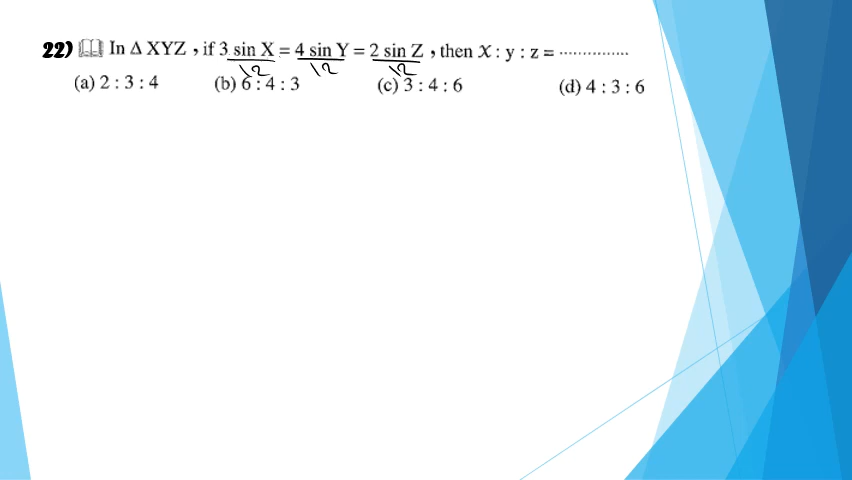 22) In Δ XYZ , if 3 sin X = 4 sin Y = 2 sin Z , then x : y : z = ...............
12 12 12
(a) 2 : 3 : 4 (b) 6 : 4 : 3 (c) 3 : 4 : 6 (d) 4 : 3 : 6